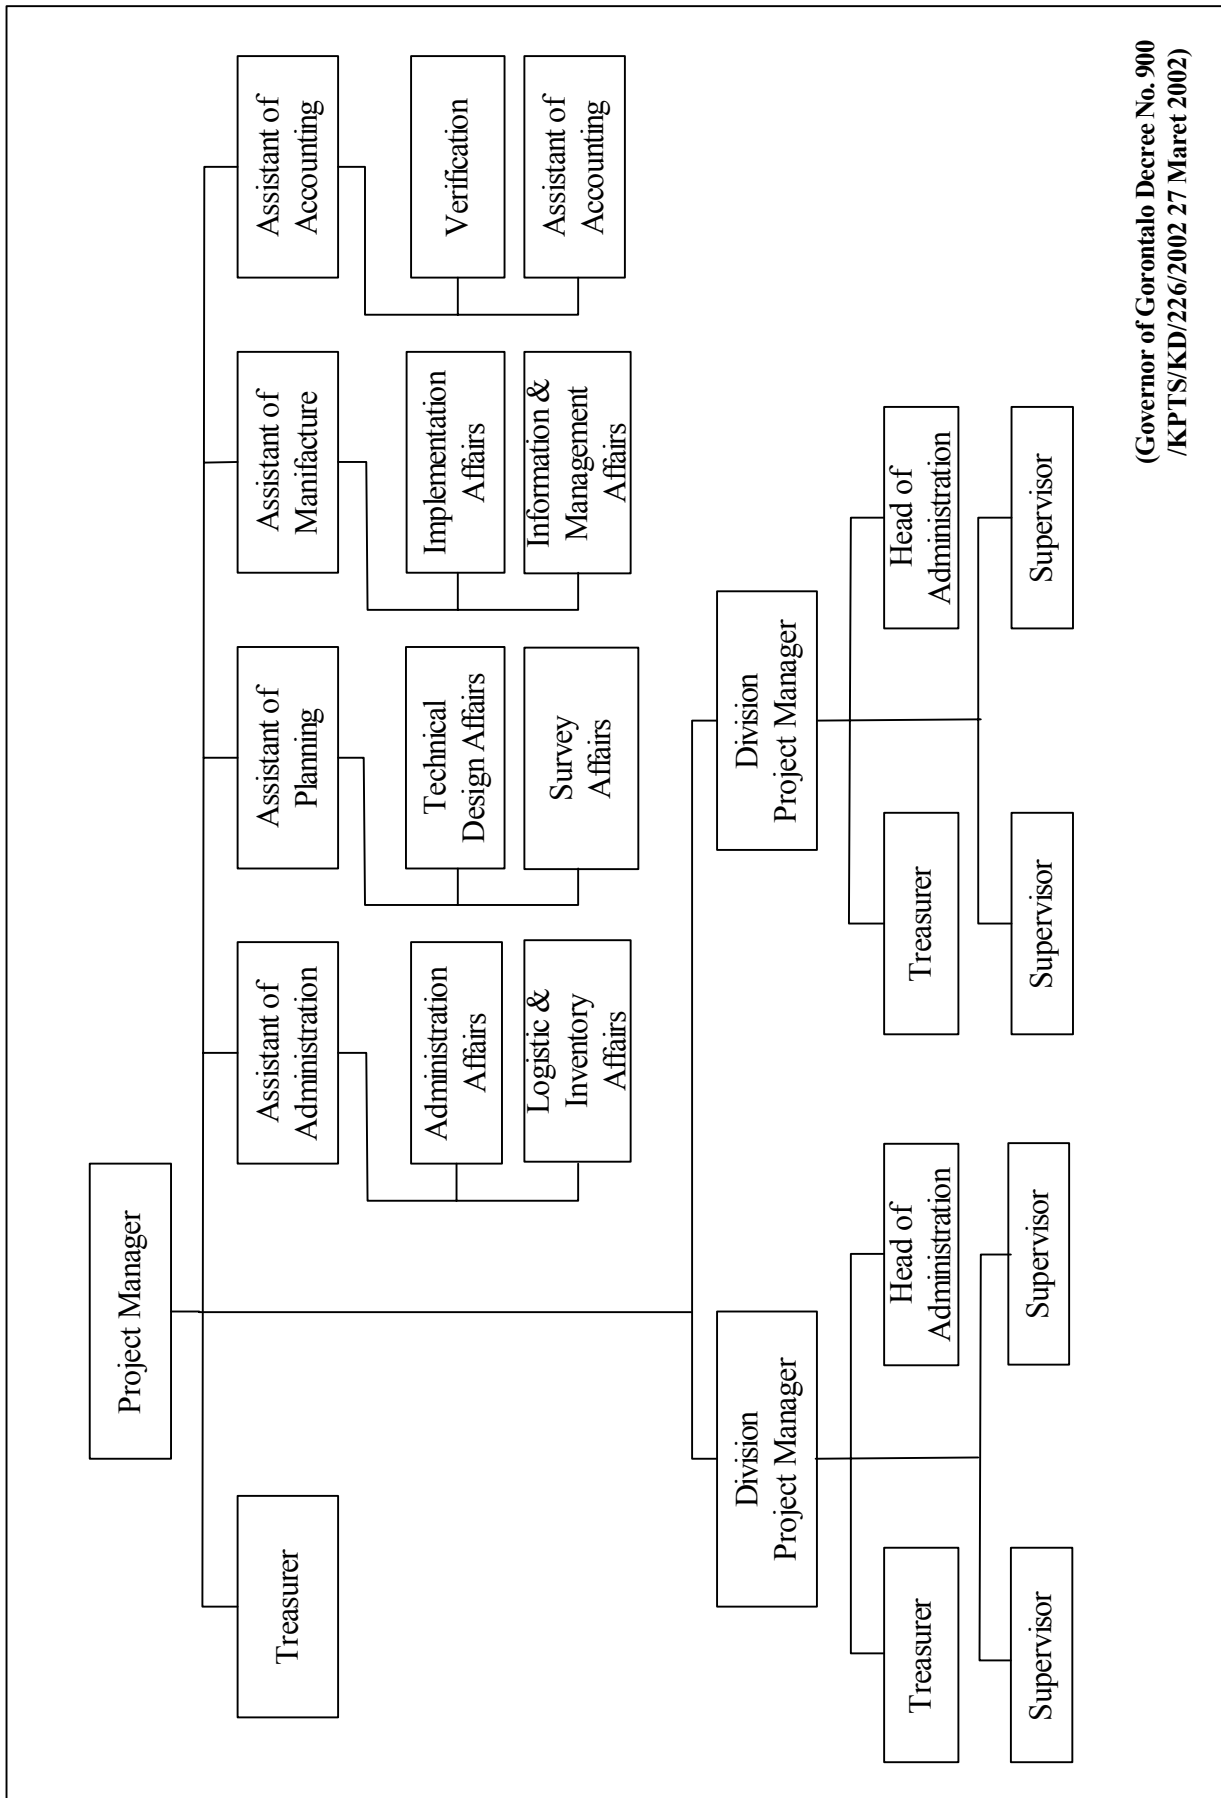 Project Manager
Treasurer
Assistant of
Administration
Assistant of
Planning
Assistant of
Manifacture
Assistant of
Accounting
Administration
Affairs
Technical
Design Affairs
Implementation
Affairs
Verification
Logistic &
Inventory
Affairs
Survey
Affairs
Information &
Management
Affairs
Assistant of
Accounting
Division
Project Manager
Division
Project Manager
Treasurer
Head of
Administration
Treasurer
Head of
Administration
Supervisor
Supervisor
Supervisor
Supervisor
(Governor of Gorontalo Decree No. 900
/KPTS/KD/226/2002 27 Maret 2002)